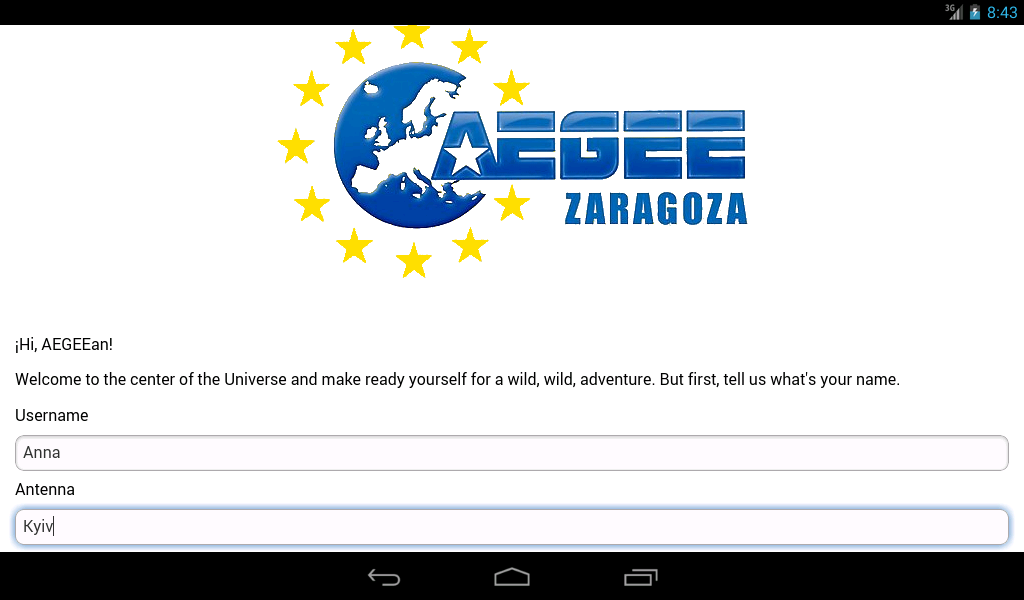 3G 8:43
AEGEE
ZARAGOZA
¡Hi, AEGEEan!
Welcome to the center of the Universe and make ready yourself for a wild, wild, adventure. But first, tell us what's your name.
Username
Anna
Antenna
Kyiv